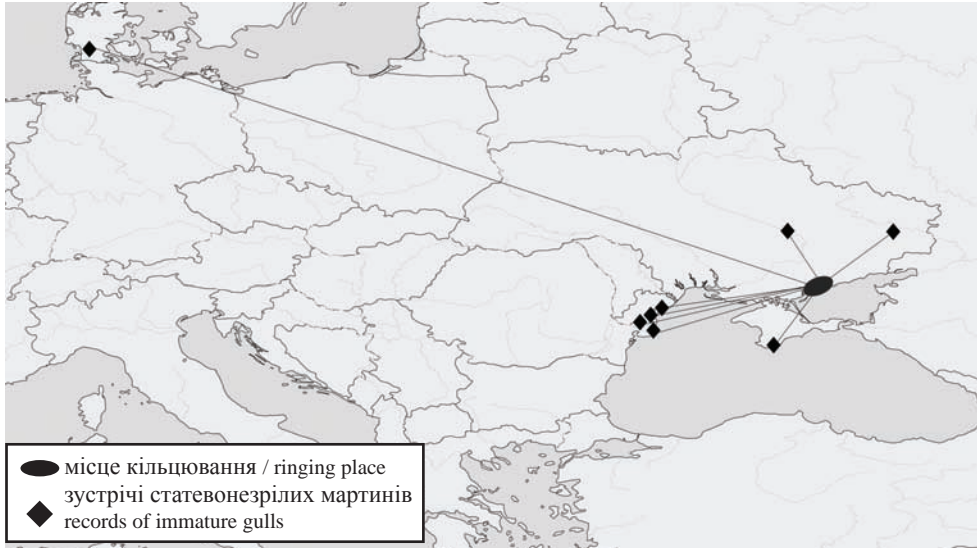 місце кільцювання / ringing place
зустрічі статевонезрілих мартинів
records of immature gulls